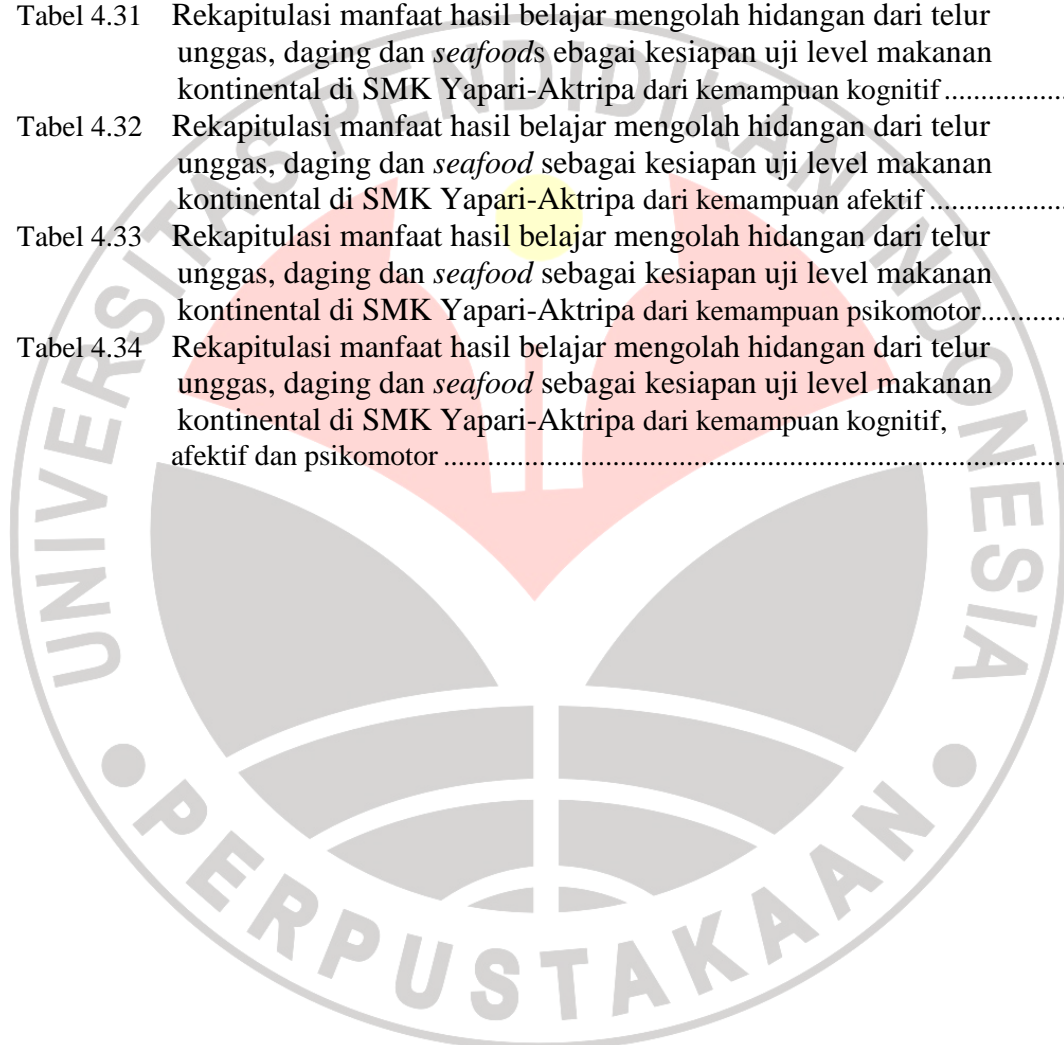 Tabel 4.31 Rekapitulasi manfaat hasil belajar mengolah hidangan dari telur
unggas, daging dan seafoods ebagai kesiapan uji level makanan
kontinental di SMK Yapari-Aktripa dari kemampuan kognitif ....................
Tabel 4.32 Rekapitulasi manfaat hasil belajar mengolah hidangan dari telur
unggas, daging dan seafood sebagai kesiapan uji level makanan
kontinental di SMK Yapari-Aktripa dari kemampuan afektif ......................
Tabel 4.33 Rekapitulasi manfaat hasil belajar mengolah hidangan dari telur
unggas, daging dan seafood sebagai kesiapan uji level makanan
kontinental di SMK Yapari-Aktripa dari kemampuan psikomotor..............
Tabel 4.34 Rekapitulasi manfaat hasil belajar mengolah hidangan dari telur
unggas, daging dan seafood sebagai kesiapan uji level makanan
kontinental di SMK Yapari-Aktripa dari kemampuan kognitif,
afektif dan psikomotor ....................................................................................
UNIVERSITAS PENDIDIKAN INDONESIA
PERPUSTAKAAN